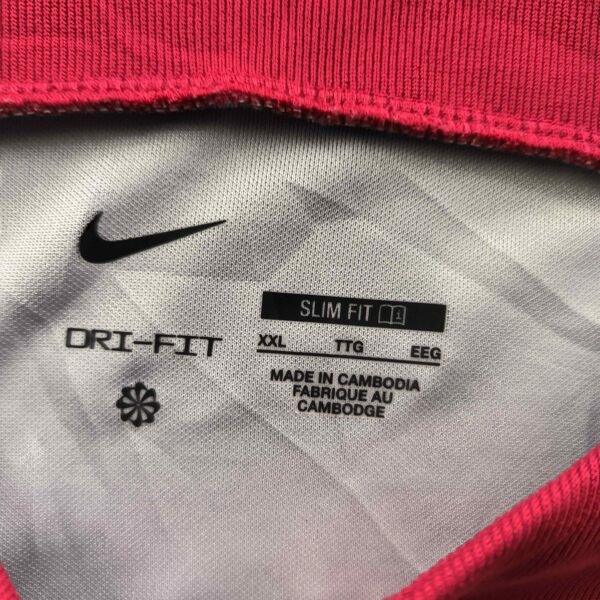 SLIM FIT
DRI-FIT
XXL TTG EEG
MADE IN CAMBODIA
FABRIQUE AU
CAMBODGE